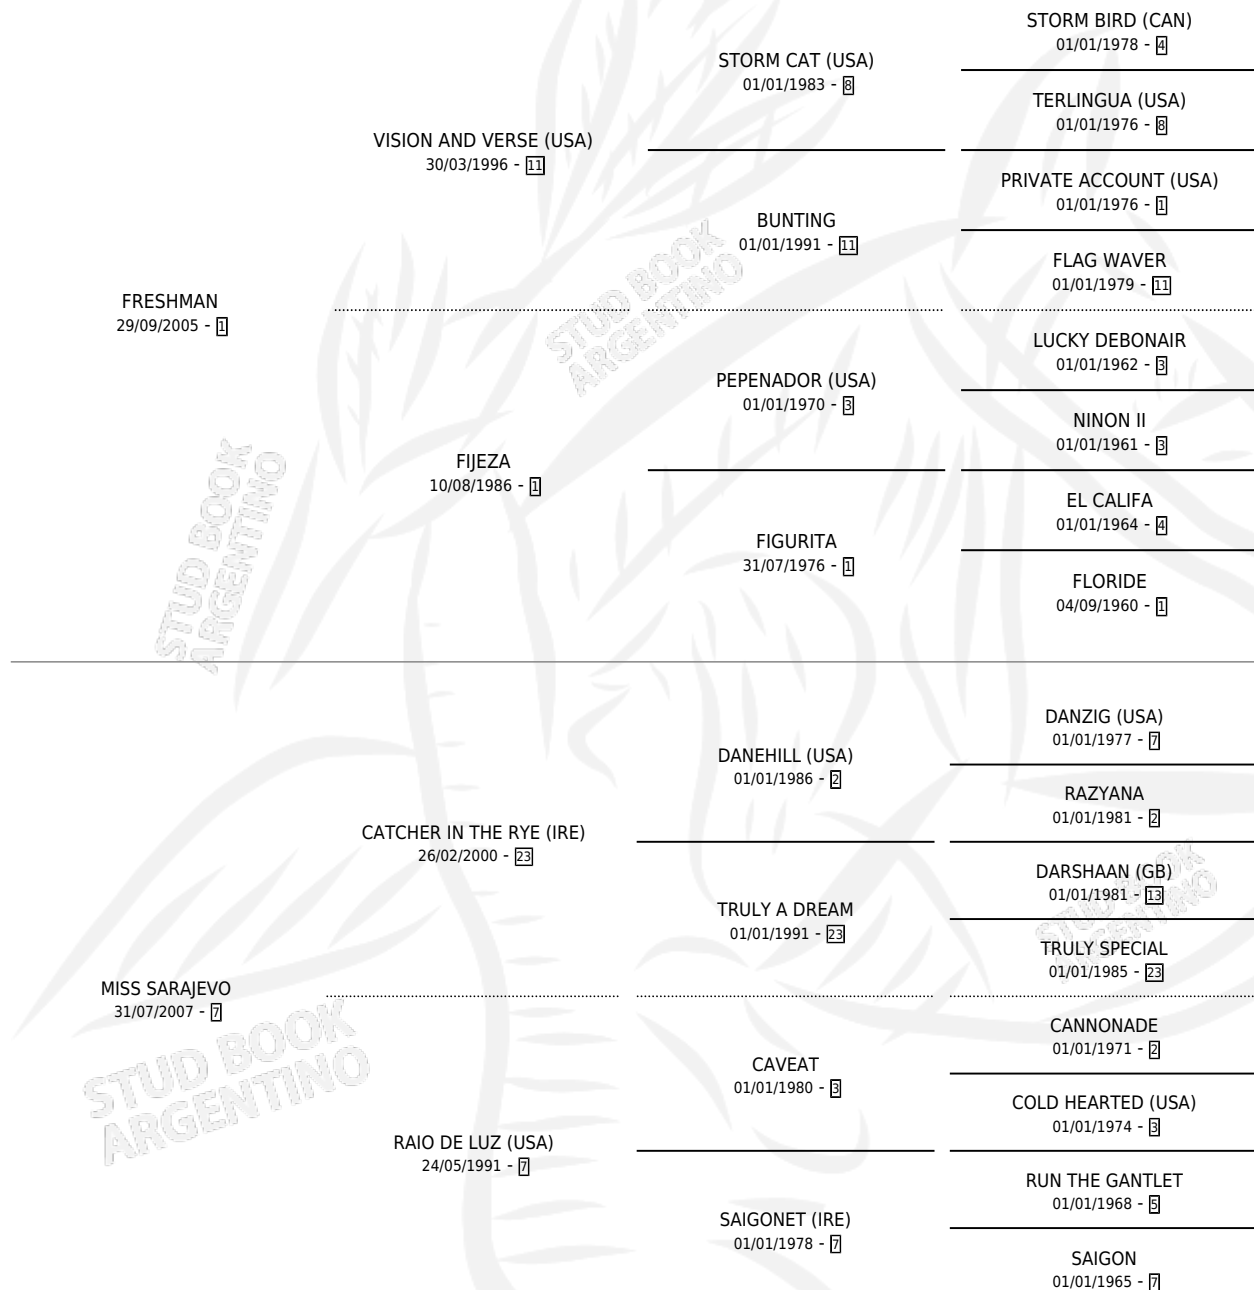 STORM BIRD (CAN)
01/01/1978 - 4
STORM CAT (USA)
01/01/1983 - 8
TERLINGUA (USA)
01/01/1976 - 8
VISION AND VERSE (USA)
30/03/1996 - 11
PRIVATE ACCOUNT (USA)
01/01/1976 - 1
BUNTING
01/01/1991 - 11
FLAG WAVER
01/01/1979 - 11
FRESHMAN
29/09/2005 - 1
LUCKY DEBONAIR
01/01/1962 - 3
PEPENADOR (USA)
01/01/1970 - 3
NINON II
01/01/1961 - 3
FIJEZA
10/08/1986 - 1
EL CALIFA
01/01/1964 - 4
FIGURITA
31/07/1976 - 1
FLORIDE
04/09/1960 - 1
STUD BOOK
ARGENTINO
STUD BOOK
ARGENTINO
DANZIG (USA)
01/01/1977 - 7
DANEHILL (USA)
01/01/1986 - 2
RAZYANA
01/01/1981 - 2
CATCHER IN THE RYE (IRE)
26/02/2000 - 23
DARSHAAN (GB)
01/01/1981 - 13
TRULY A DREAM
01/01/1991 - 23
TRULY SPECIAL
01/01/1985 - 23
MISS SARAJEVO
31/07/2007 - 7
CANNONADE
01/01/1971 - 2
CAVEAT
01/01/1980 - 3
COLD HEARTED (USA)
01/01/1974 - 3
RAIO DE LUZ (USA)
24/05/1991 - 7
RUN THE GANTLET
01/01/1968 - 5
SAIGONET (IRE)
01/01/1978 - 7
SAIGON
01/01/1965 - 7
STUD BOOK
ARGENTINO
STUD BOOK
ARGENTINO